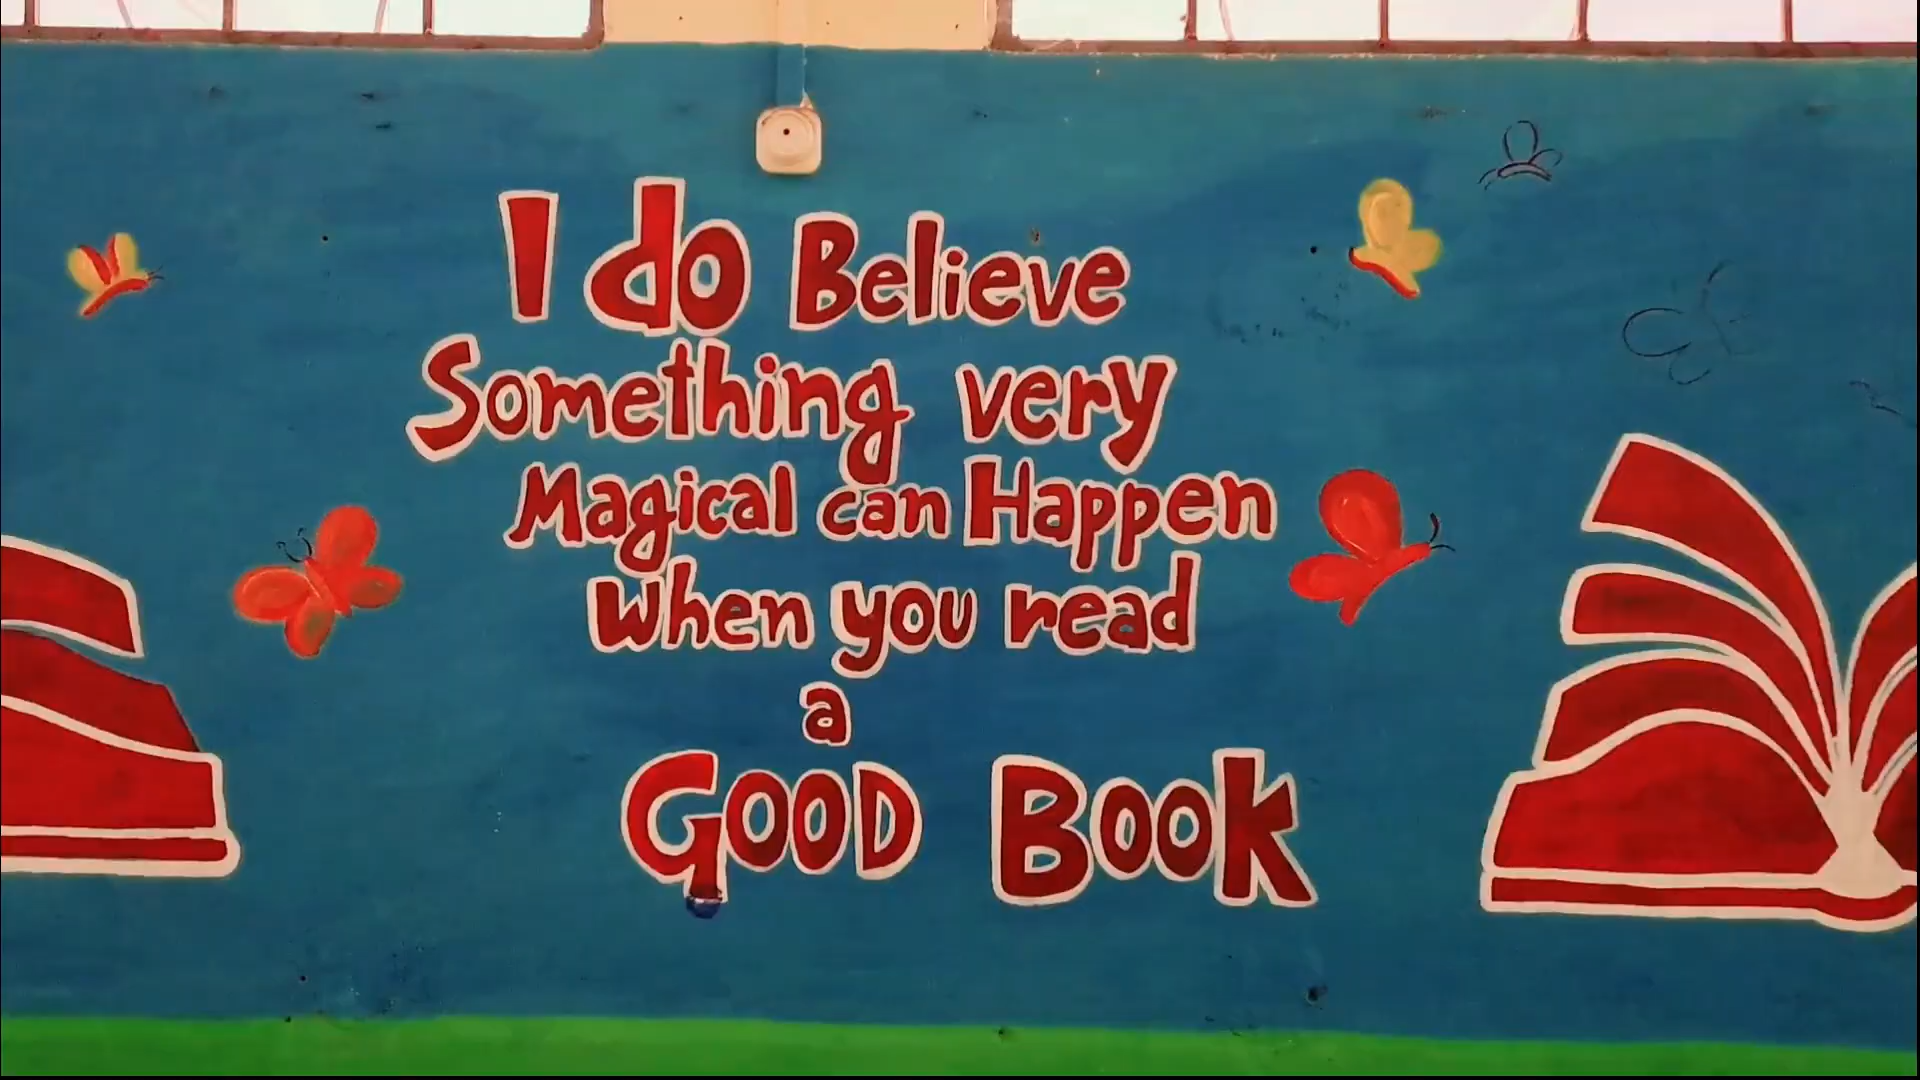 I do Believe
Something very
Magical can Happen
when you read
a
GOOD BOOK